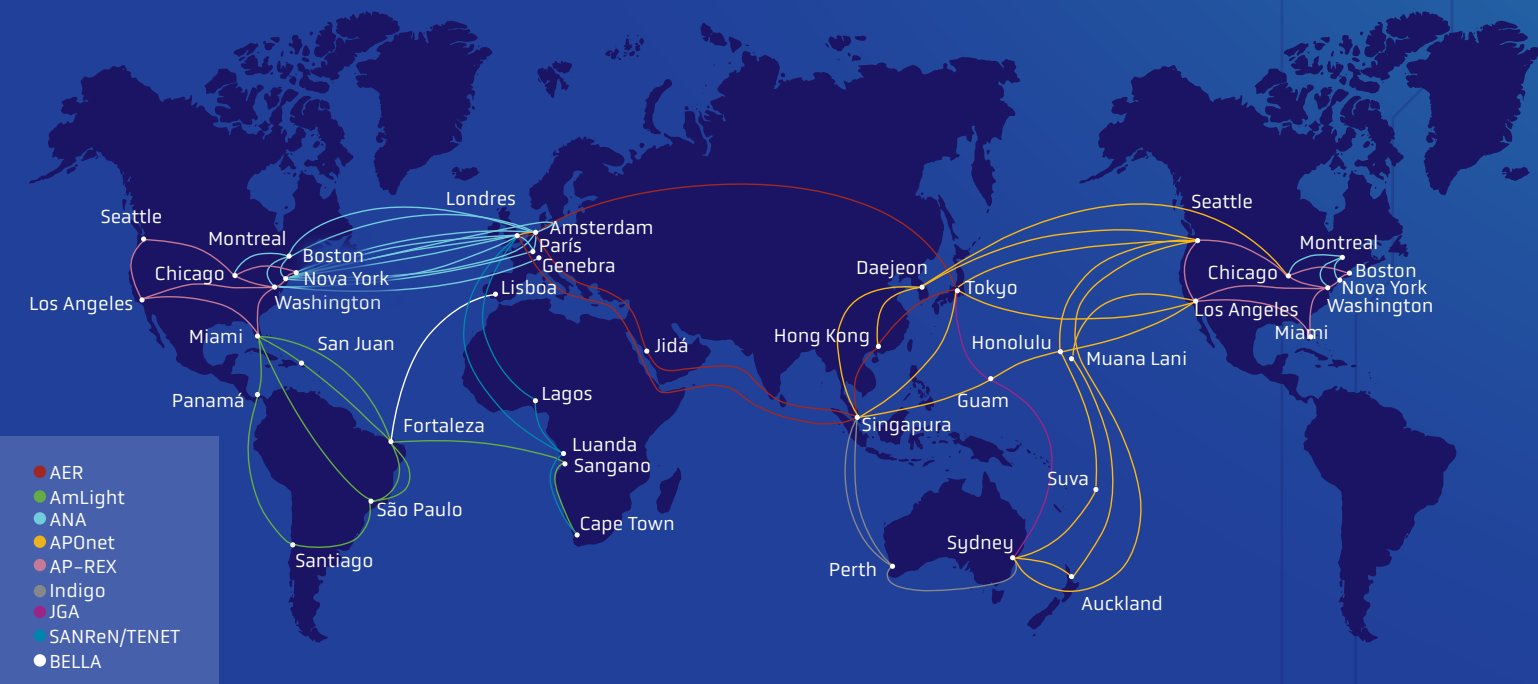 Londres
Seattle
Seattle
Amsterdam
Montreal
París
Montreal
Boston
Genebra
Daejeon
Chicago
Boston
Chicago
Nova York
Lisboa
Tokyo
Nova York
Los Angeles
Washington
Los Angeles
Washington
Miami
San Juan
Jidá
Hong Kong
Honolulu
Miami
Muana Lani
Panamá
Lagos
Guam
Fortaleza
Singapura
Luanda
Sangano
Suva
São Paulo
Cape Town
Sydney
Santiago
Perth
Auckland
AER
AmLight
ANA
APOnet
AP-REX
Indigo
JGA
SANReN/TENET
BELLA